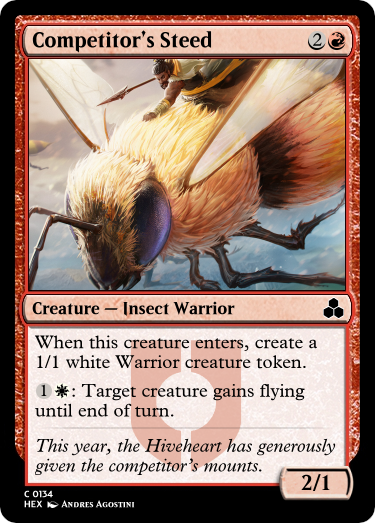 Competitor's Steed 2
Creature — Insect Warrior
When this creature enters, create a
1/1 white Warrior creature token.
1 : Target creature gains flying
until end of turn.
This year, the Hiveheart has generously
given the competitor's mounts.
2/1
C 0134
HEX Andres Agostini